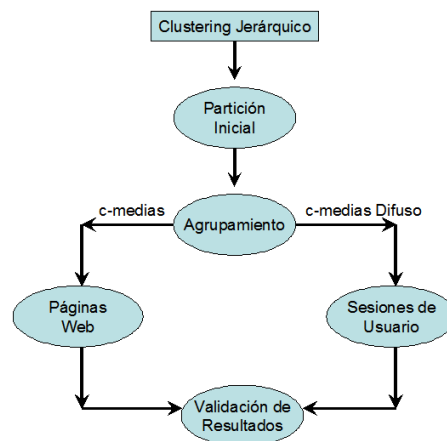 Clustering Jerárquico
Partición
Inicial
c-medias
c-medias Difuso
Agrupamiento
Páginas
Web
Sesiones de
Usuario
Validación de
Resultados